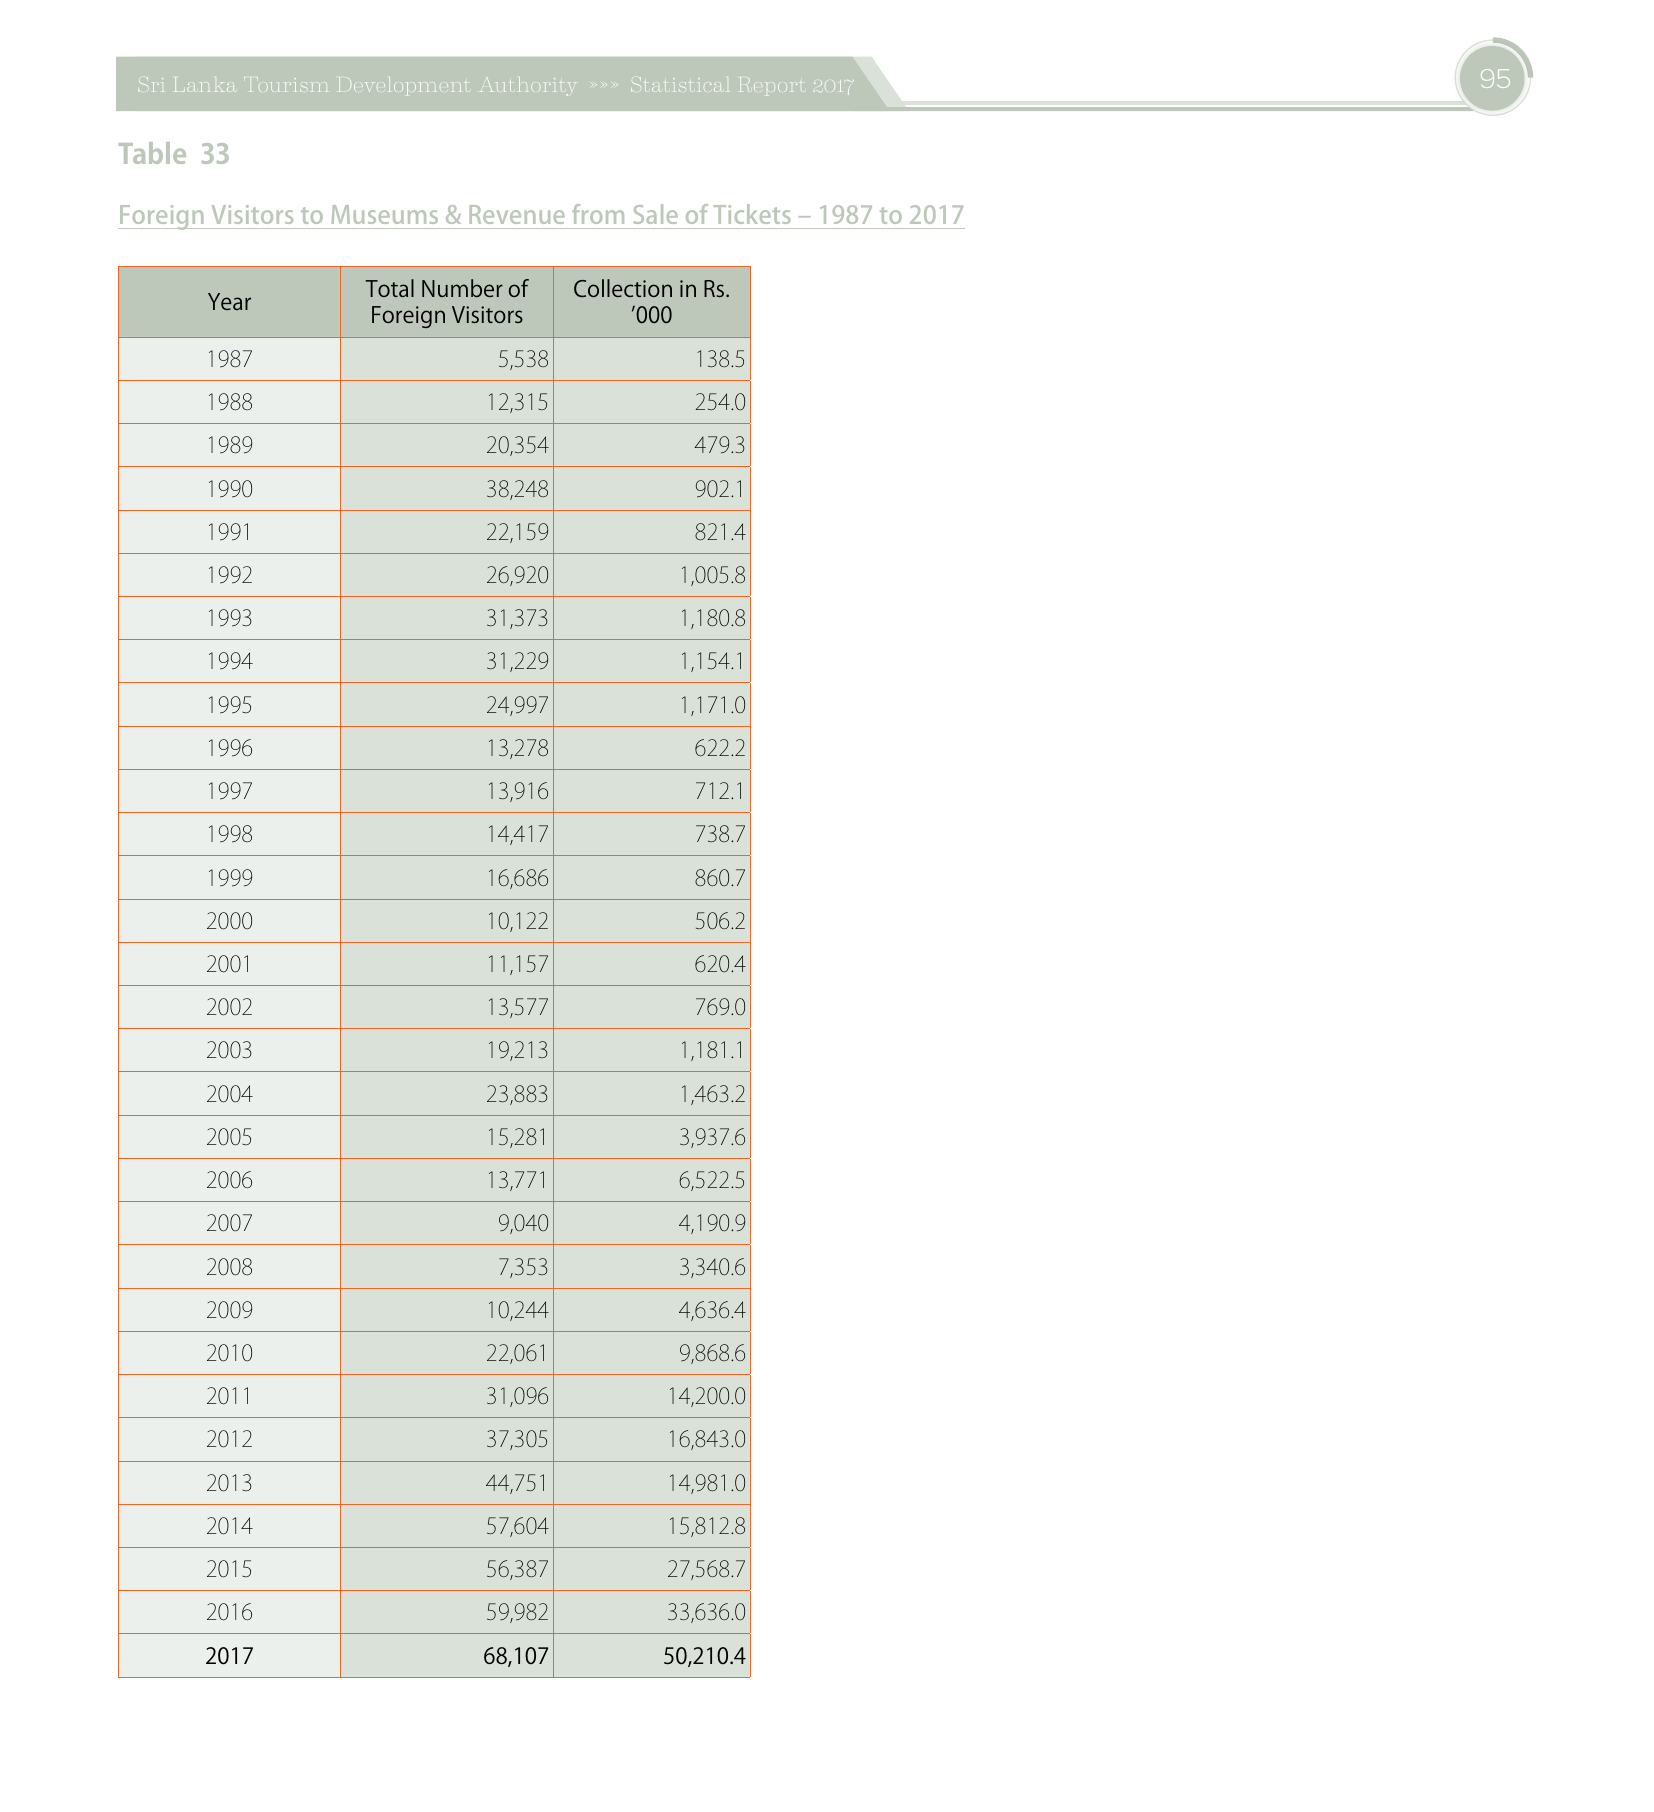 Sri Lanka Tourism Development Authority »»» Statistical Report 2017
95
Table 33
Foreign Visitors to Museums & Revenue from Sale of Tickets – 1987 to 2017
Year Total Number of Foreign Visitors Collection in Rs. ’000
1987 5,538 138.5
1988 12,315 254.0
1989 20,354 479.3
1990 38,248 902.1
1991 22,159 821.4
1992 26,920 1,005.8
1993 31,373 1,180.8
1994 31,229 1,154.1
1995 24,997 1,171.0
1996 13,278 622.2
1997 13,916 712.1
1998 14,417 738.7
1999 16,686 860.7
2000 10,122 506.2
2001 11,157 620.4
2002 13,577 769.0
2003 19,213 1,181.1
2004 23,883 1,463.2
2005 15,281 3,937.6
2006 13,771 6,522.5
2007 9,040 4,190.9
2008 7,353 3,340.6
2009 10,244 4,636.4
2010 22,061 9,868.6
2011 31,096 14,200.0
2012 37,305 16,843.0
2013 44,751 14,981.0
2014 57,604 15,812.8
2015 56,387 27,568.7
2016 59,982 33,636.0
2017 68,107 50,210.4